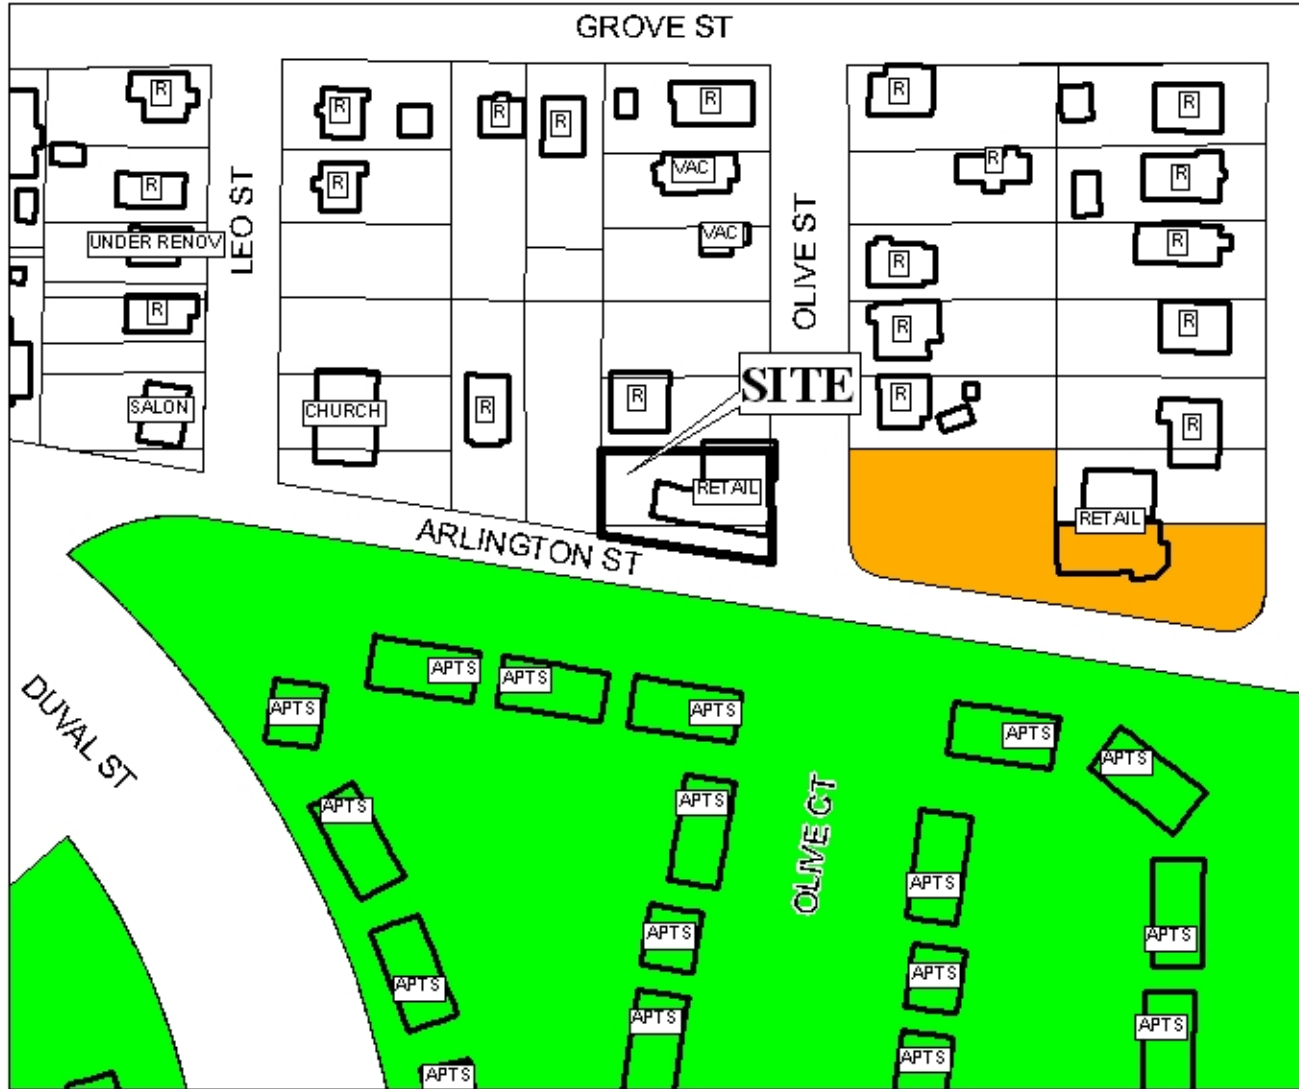 GROVE ST
R
R
R
R
R
R
R
R
R
VAC
R
R
R
LEO ST
UNDER RENOV
VAC
OLIVE ST
R
R
R
R
R
SALON
CHURCH
R
R
SITE
R
R
RETAIL
RETAIL
ARLINGTON ST
APTS
APTS
APTS
APTS
DUVAL ST
APTS
APTS
APTS
APTS
OLIVE CT
APTS
APTS
APTS
APTS
APTS
APTS
APTS
APTS
APTS
APTS